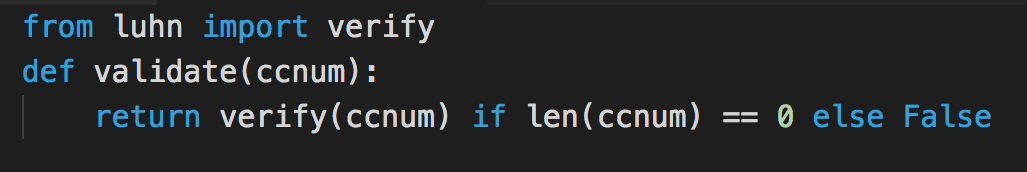 from luhn import verify
def validate(ccnum):
    return verify(ccnum) if len(ccnum) == 0 else False